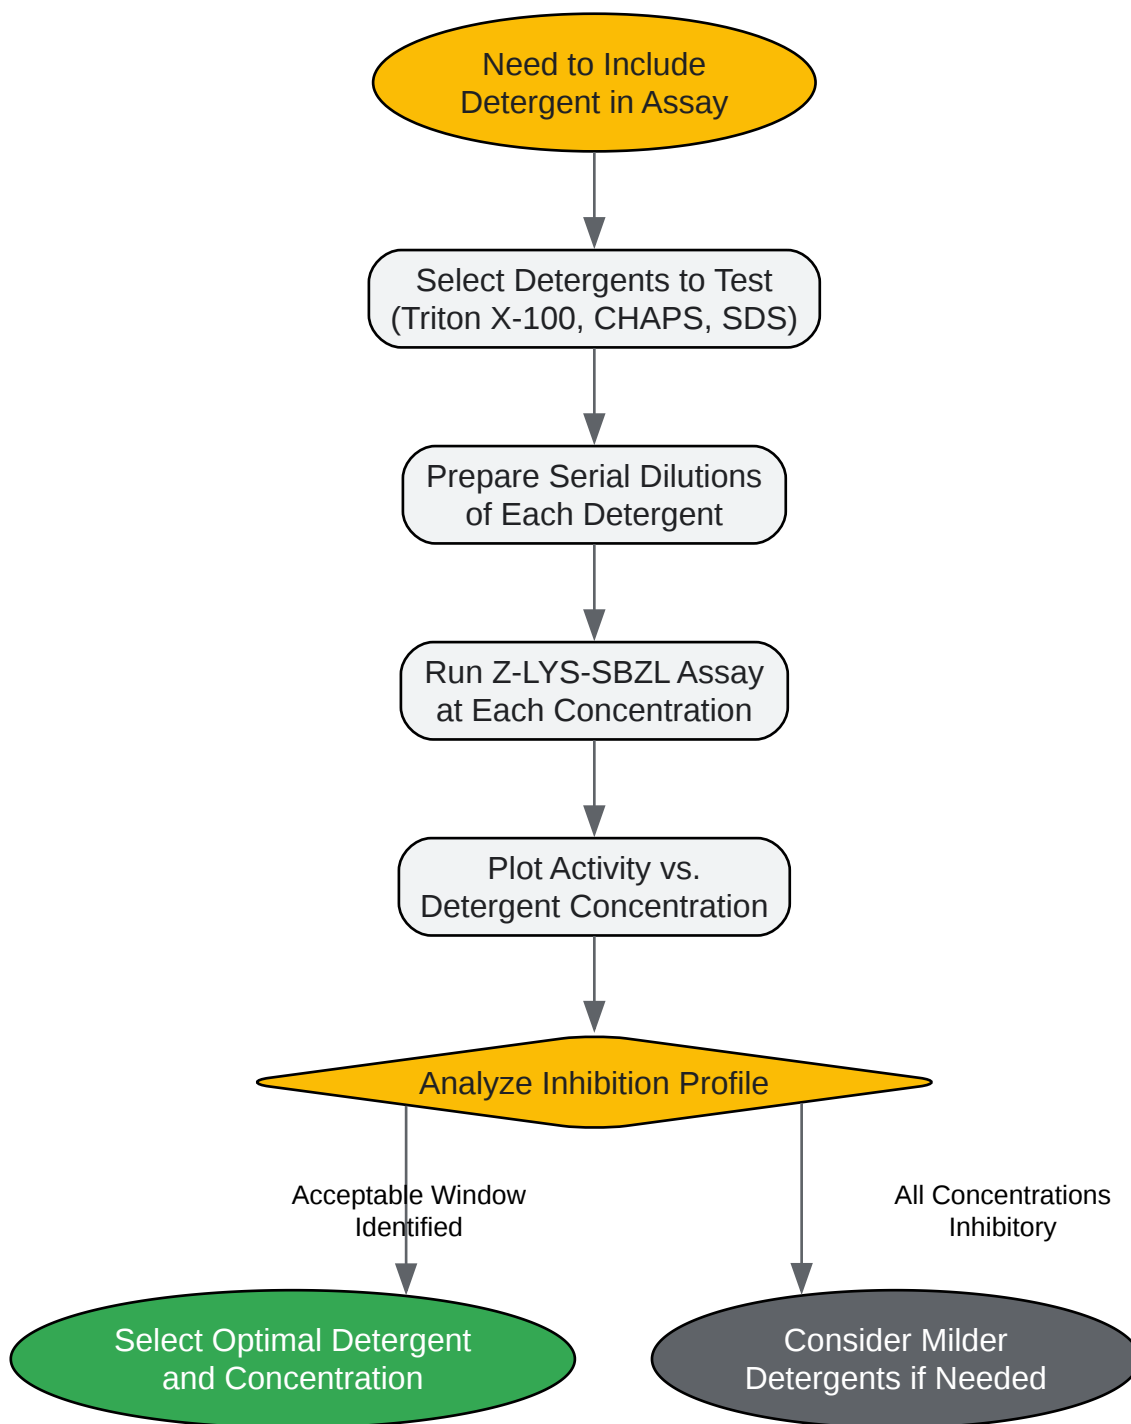 Need to Include
Detergent in Assay
Select Detergents to Test
(Triton X-100, CHAPS, SDS)
Prepare Serial Dilutions
of Each Detergent
Run Z-LYS-SBZL Assay
at Each Concentration
Plot Activity vs.
Detergent Concentration
Analyze Inhibition Profile
Acceptable Window
Identified
All Concentrations
Inhibitory
Select Optimal Detergent
and Concentration
Consider Milder
Detergents if Needed